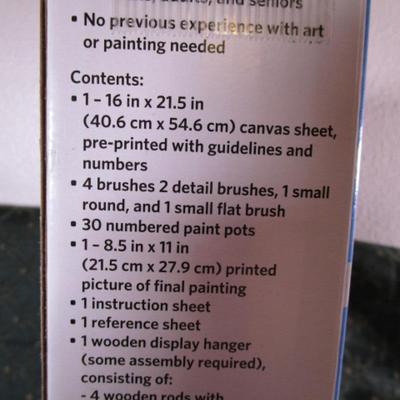 adults, and seniors
• No previous experience with art
or painting needed
Contents:
• 1 – 16 in x 21.5 in
(40.6 cm x 54.6 cm) canvas sheet,
pre-printed with guidelines and
numbers
• 4 brushes 2 detail brushes, 1 small
round, and 1 small flat brush
• 30 numbered paint pots
• 1 – 8.5 in x 11 in
(21.5 cm x 27.9 cm) printed
picture of final painting
• 1 instruction sheet
• 1 reference sheet
• 1 wooden display hanger
(some assembly required),
consisting of:
- 4 wooden rods with